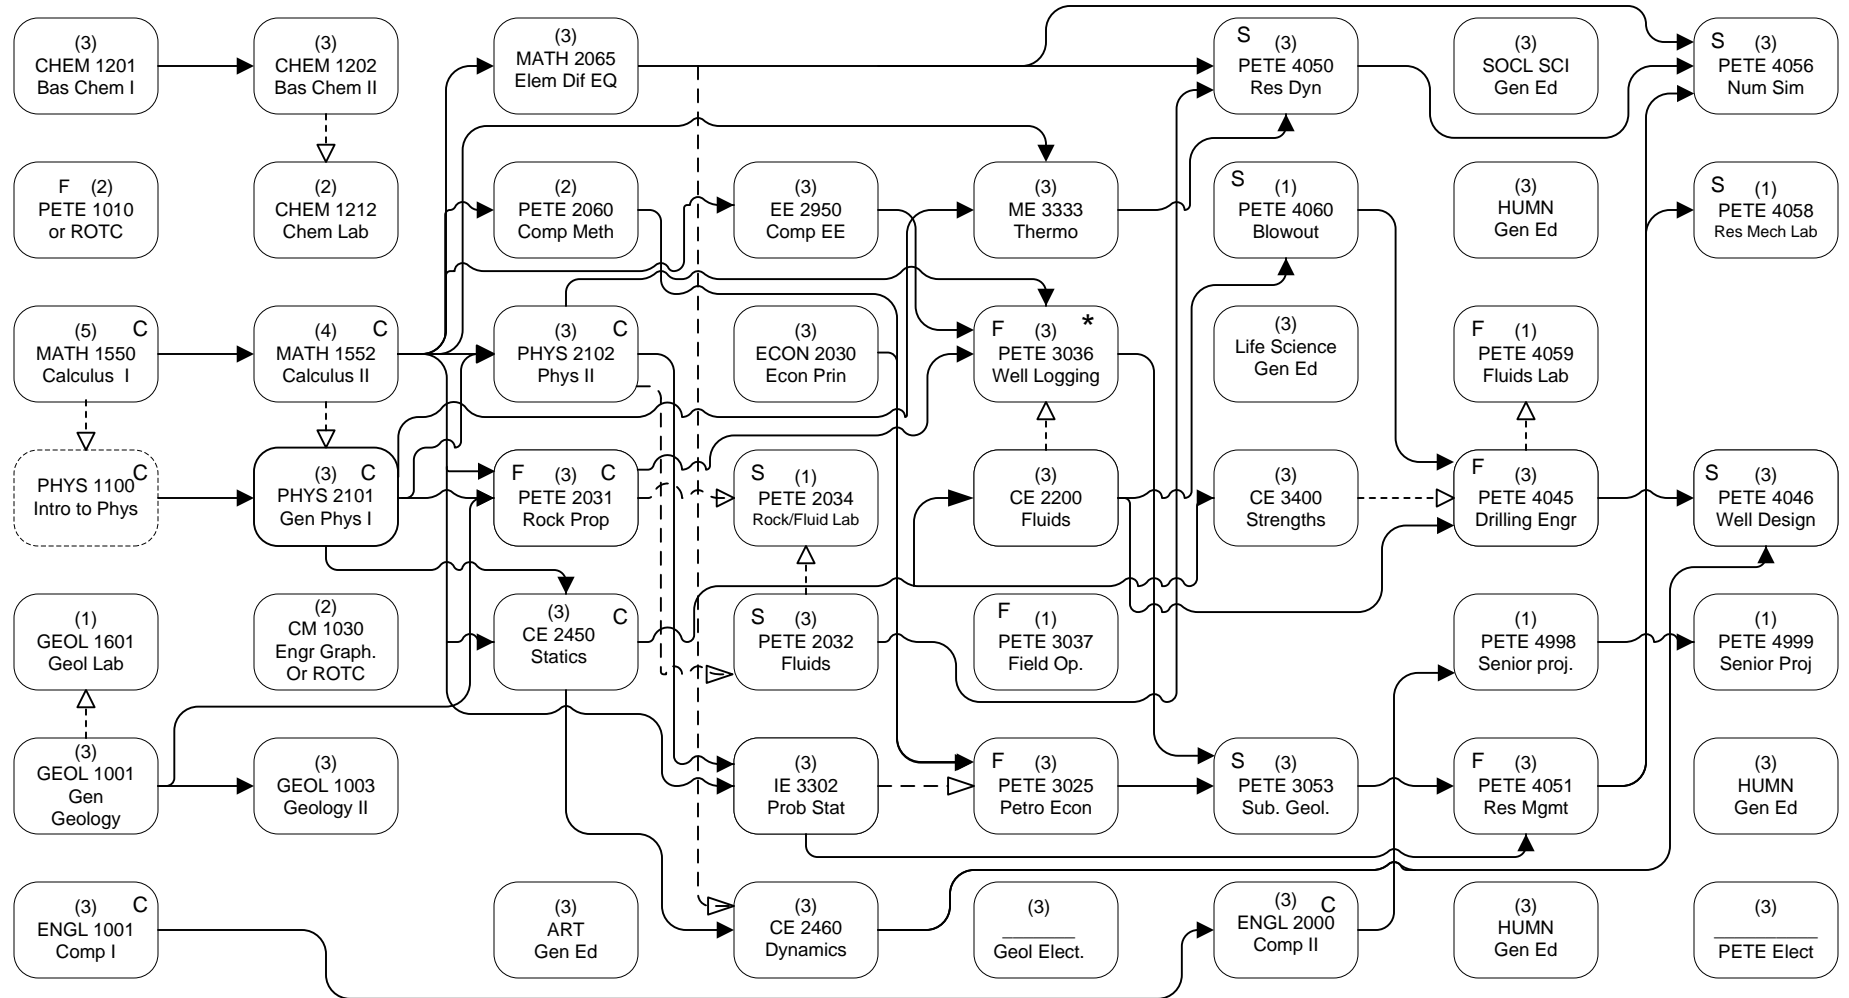 (3)
CHEM 1201
Bas Chem I
(3)
CHEM 1202
Bas Chem II
(3)
MATH 2065
Elem Dif EQ
S (3)
PETE 4050
Res Dyn
(3)
SOCL SCI
Gen Ed
S (3)
PETE 4056
Num Sim
F (2)
PETE 1010
or ROTC
(2)
CHEM 1212
Chem Lab
(2)
PETE 2060
Comp Meth
(3)
EE 2950
Comp EE
(3)
ME 3333
Thermo
S (1)
PETE 4060
Blowout
(3)
HUMN
Gen Ed
S (1)
PETE 4058
Res Mech Lab
(5) C
MATH 1550
Calculus I
(4) C
MATH 1552
Calculus II
(3) C
PHYS 2102
Phys II
(3)
ECON 2030
Econ Prin
F (3) *
PETE 3036
Well Logging
(3)
Life Science
Gen Ed
F (1)
PETE 4059
Fluids Lab
C
PHYS 1100
Intro to Phys
(3) C
PHYS 2101
Gen Phys I
F (3) C
PETE 2031
Rock Prop
S (1)
PETE 2034
Rock/Fluid Lab
(3)
CE 2200
Fluids
(3)
CE 3400
Strengths
F (3)
PETE 4045
Drilling Engr
S (3)
PETE 4046
Well Design
(1)
GEOL 1601
Geol Lab
(2)
CM 1030
Engr Graph.
Or ROTC
(3) C
CE 2450
Statics
S (3)
PETE 2032
Fluids
F (1)
PETE 3037
Field Op.
(1)
PETE 4998
Senior proj.
(1)
PETE 4999
Senior Proj
(3)
GEOL 1001
Gen
Geology
(3)
GEOL 1003
Geology II
(3)
IE 3302
Prob Stat
F (3)
PETE 3025
Petro Econ
S (3)
PETE 3053
Sub. Geol.
F (3)
PETE 4051
Res Mgmt
(3)
HUMN
Gen Ed
(3) C
ENGL 1001
Comp I
(3)
ART
Gen Ed
(3)
CE 2460
Dynamics
(3)
_______
Geol Elect.
(3) C
ENGL 2000
Comp II
(3)
HUMN
Gen Ed
(3)
__________
PETE Elect